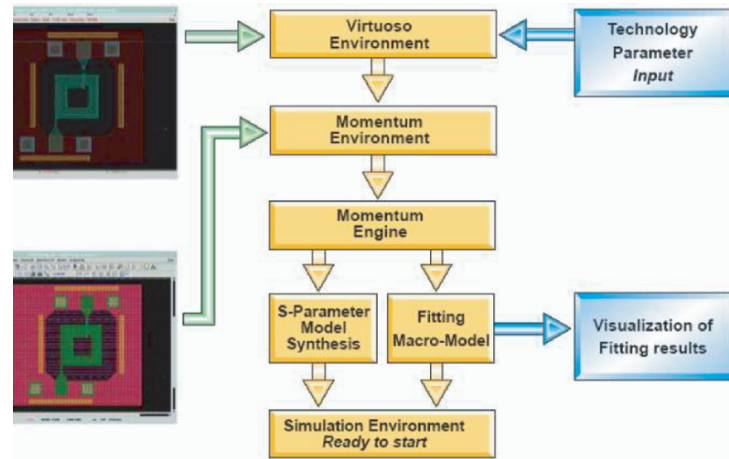 Virtuoso
Environment
Technology
Parameter
Input
Momentum
Environment
Momentum
Engine
S-Parameter
Model
Synthesis
Fitting
Macro-Model
Visualization of
Fitting results
Simulation Environment
Ready to start